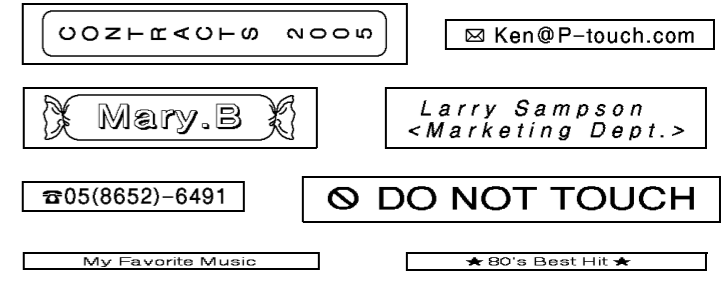 CONTRACTS 2005
✉ Ken@P-touch.com
Mary.B
Larry Sampson
<Marketing Dept.>
☎05(8652)-6491
🛇 DO NOT TOUCH
My Favorite Music
★ 80's Best Hit ★